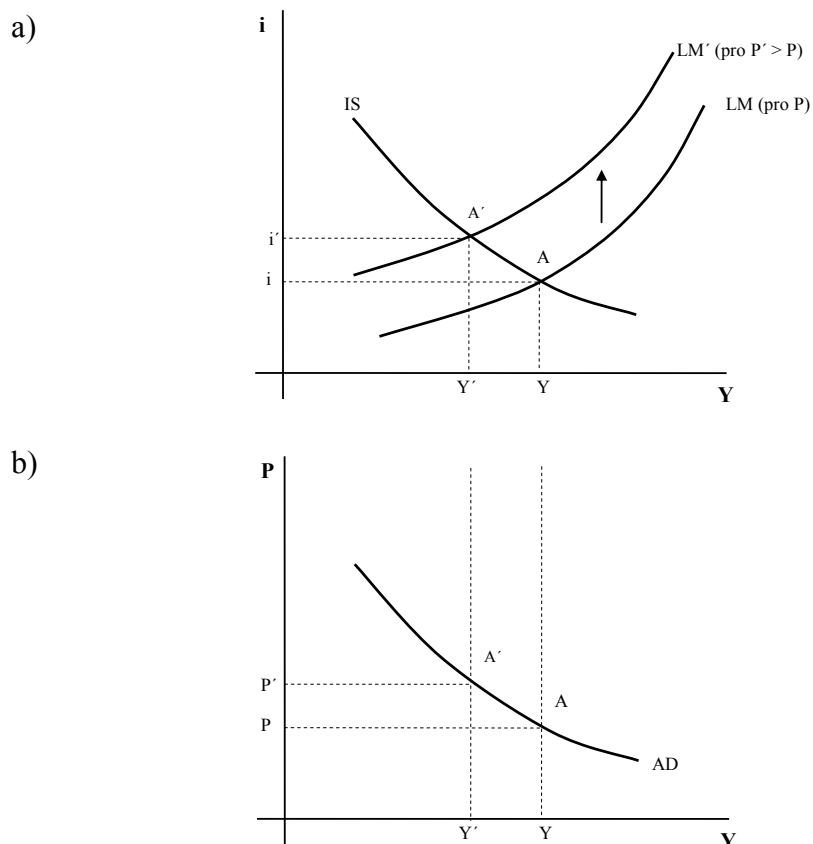 a)
i
LM´ (pro P´ > P)
IS
LM (pro P)
A´
A
i´
i
Y´ Y
Y
b)
P
A´
A
P´
P
AD
Y´ Y
Y